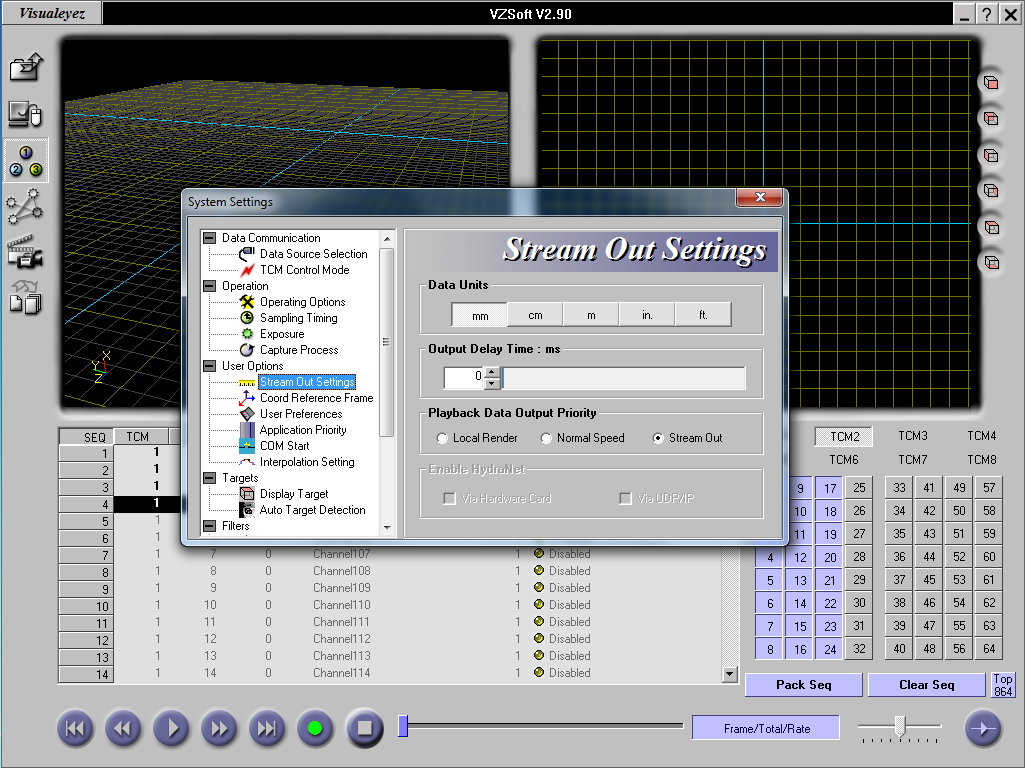 Visualeyez
VZSoft V2.90
System Settings
Data Communication
Data Source Selection
TCM Control Mode
Operation
Operating Options
Sampling Timing
Exposure
Capture Process
User Options
Stream Out Settings
Coord Reference Frame
User Preferences
Application Priority
COM Start
Interpolation Setting
Targets
Display Target
Auto Target Detection
Filters
Stream Out Settings
Data Units
mm cm m in. ft.
Output Delay Time : ms
0
Playback Data Output Priority
Local Render Normal Speed Stream Out
Enable HydraNet
Via Hardware Card Via UDP/IP
X
Y
Z
1
2 3
SEQ TCM
1 1
2 1
3 1
4 1
5 1
6 1
7 1 7 0 Channel107 1 Disabled
8 1 8 0 Channel108 1 Disabled
9 1 9 0 Channel109 1 Disabled
10 1 10 0 Channel110 1 Disabled
11 1 11 0 Channel111 1 Disabled
12 1 12 0 Channel112 1 Disabled
13 1 13 0 Channel113 1 Disabled
14 1 14 0 Channel114 1 Disabled
TCM2 TCM3 TCM4
TCM6 TCM7 TCM8
9 17 25 33 41 49 57
10 18 26 34 42 50 58
11 19 27 35 43 51 59
4 12 20 28 36 44 52 60
5 13 21 29 37 45 53 61
6 14 22 30 38 46 54 62
7 15 23 31 39 47 55 63
8 16 24 32 40 48 56 64
Pack Seq Clear Seq Top 864
Frame/Total/Rate